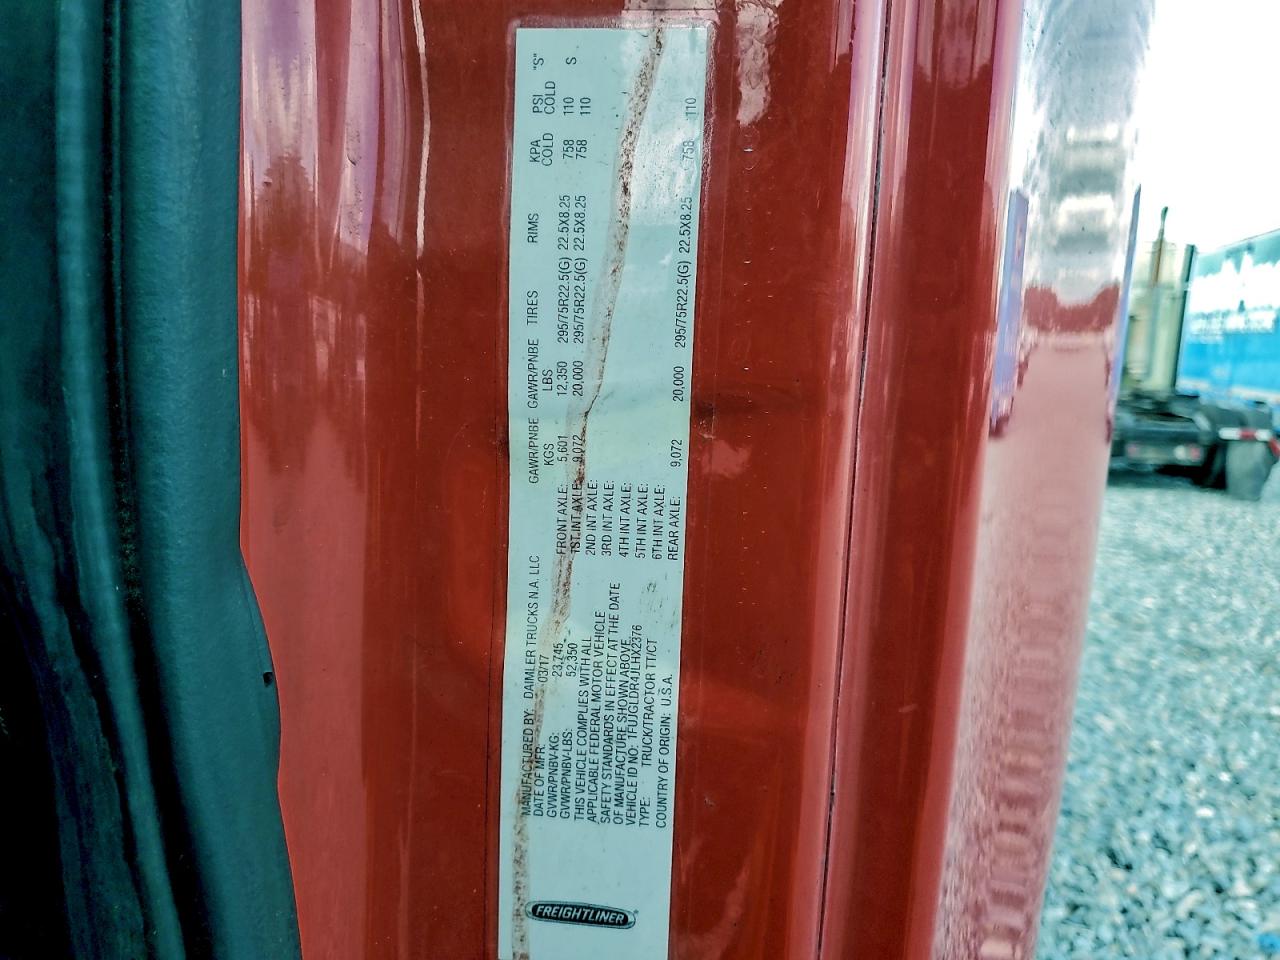 FREIGHTLINER
MANUFACTURED BY: DAIMLER TRUCKS N.A. LLC
DATE OF MFR: 03/17
GVWR/PNBV-KG: 23,745
GVWR/PNBV-LBS: 52,350
THIS VEHICLE COMPLIES WITH ALL
APPLICABLE FEDERAL MOTOR VEHICLE
SAFETY STANDARDS IN EFFECT AT THE DATE
OF MANUFACTURE SHOWN ABOVE.
VEHICLE ID NO: 1FUJGLDR4JLHX2376
TYPE: TRUCK/TRACTOR TT/CT
COUNTRY OF ORIGIN: U.S.A.
GAWR/PNBE GAWR/PNBE TIRES RIMS KPA PSI "S"
KGS LBS COLD COLD
FRONT AXLE: 5,601 12,350 295/75R22.5(G) 22.5X8.25 758 110 S
1ST INT AXLE: 9,072 20,000 295/75R22.5(G) 22.5X8.25 758 110
2ND INT AXLE:
3RD INT AXLE:
4TH INT AXLE:
5TH INT AXLE:
6TH INT AXLE:
REAR AXLE: 9,072 20,000 295/75R22.5(G) 22.5X8.25 758 110